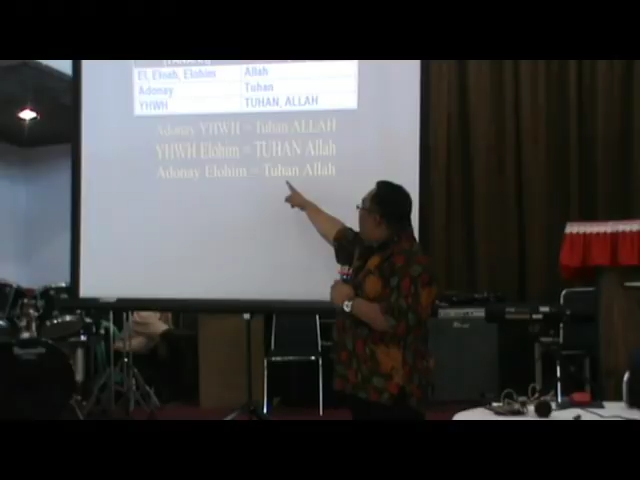 El, Eloah, Elohim Allah
Adonay Tuhan
YHWH TUHAN, ALLAH
Adonay YHWH = Tuhan ALLAH
YHWH Elohim = TUHAN Allah
Adonay Elohim = Tuhan Allah